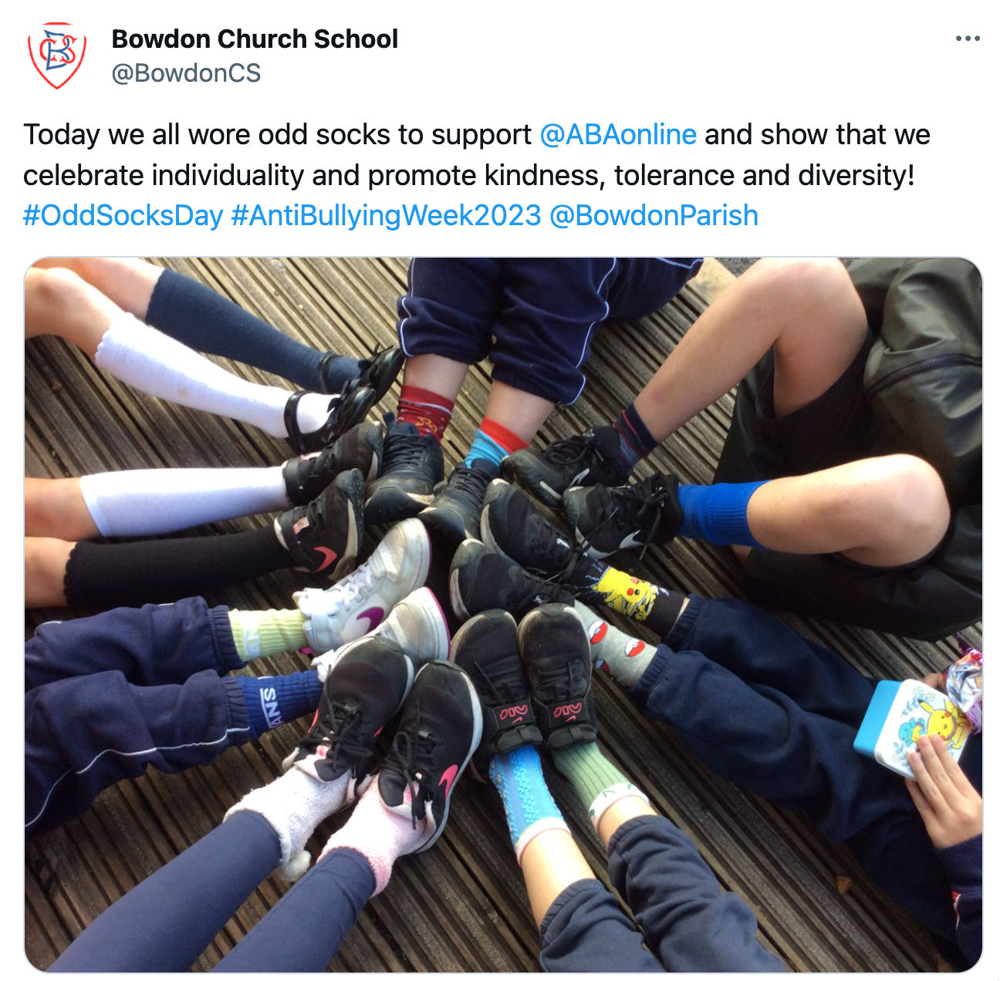 Bowdon Church School
@BowdonCS
Today we all wore odd socks to support @ABAonline and show that we
celebrate individuality and promote kindness, tolerance and diversity!
#OddSocksDay #AntiBullyingWeek2023 @BowdonParish
BCS